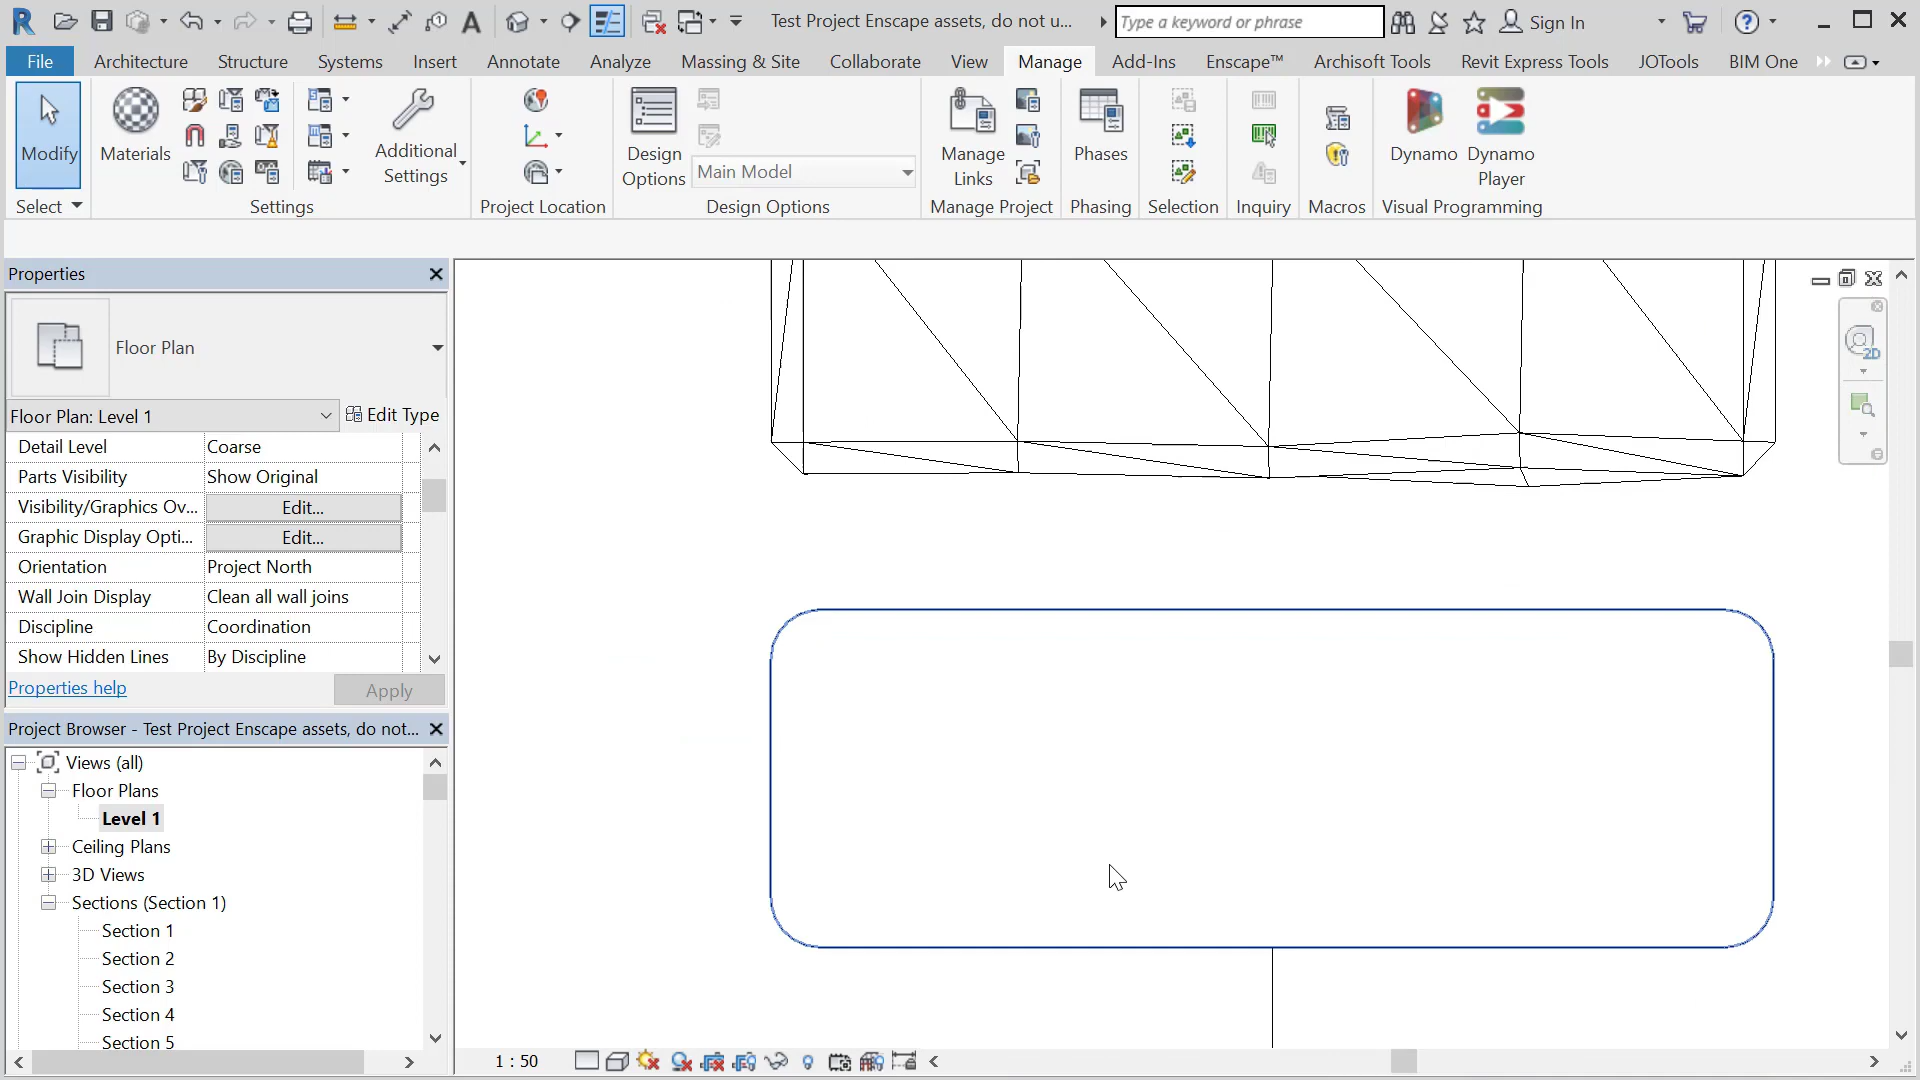 Test Project Enscape assets, do not u...
Type a keyword or phrase
Sign In
File
Architecture
Structure
Systems
Insert
Annotate
Analyze
Massing & Site
Collaborate
View
Manage
Add-Ins
Enscape™
Archisoft Tools
Revit Express Tools
JOTools
BIM One
Modify
Materials
Additional
Settings
Design
Options
Main Model
Manage
Links
Phases
Dynamo
Dynamo
Player
Select
Settings
Project Location
Design Options
Manage Project
Phasing
Selection
Inquiry
Macros
Visual Programming
Properties
Floor Plan
Floor Plan: Level 1
Edit Type
Detail Level Coarse
Parts Visibility Show Original
Visibility/Graphics Ov... Edit...
Graphic Display Opti... Edit...
Orientation Project North
Wall Join Display Clean all wall joins
Discipline Coordination
Show Hidden Lines By Discipline
Properties help
Apply
Project Browser - Test Project Enscape assets, do not...
Views (all)
Floor Plans
Level 1
Ceiling Plans
3D Views
Sections (Section 1)
Section 1
Section 2
Section 3
Section 4
Section 5
2D
1 : 50